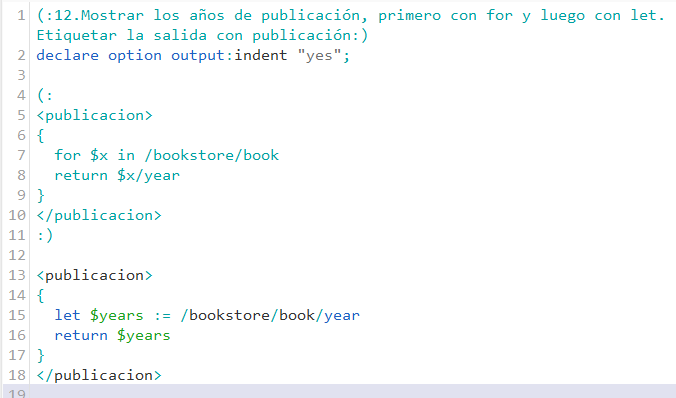 1 (:12.Mostrar los años de publicación, primero con for y luego con let.
Etiquetar la salida con publicación:)
2 declare option output:indent "yes";
3
4 (:
5 <publicacion>
6 {
7   for $x in /bookstore/book
8   return $x/year
9 }
10 </publicacion>
11 :)
12
13 <publicacion>
14 {
15   let $years := /bookstore/book/year
16   return $years
17 }
18 </publicacion>
19